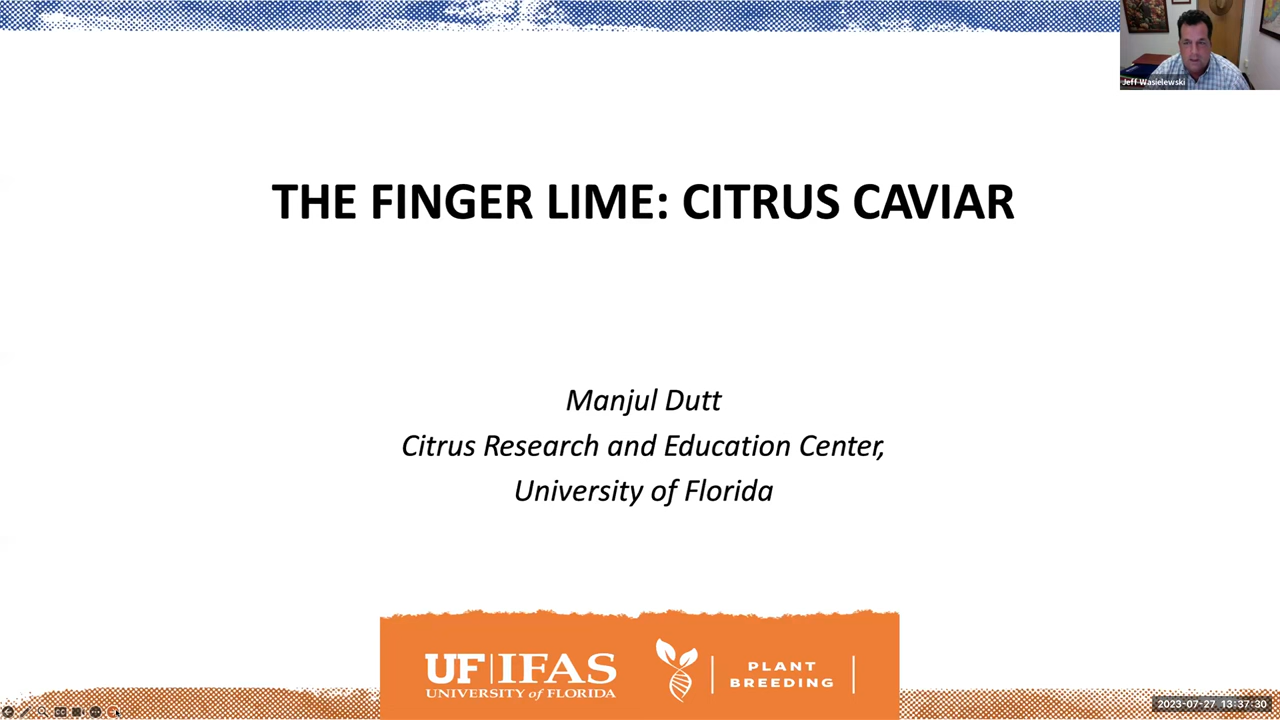 Jeff Wasielewski
THE FINGER LIME: CITRUS CAVIAR
Manjul Dutt
Citrus Research and Education Center,
University of Florida
UF|IFAS
UNIVERSITY of FLORIDA
PLANT
BREEDING
2023-07-27 13:37:30